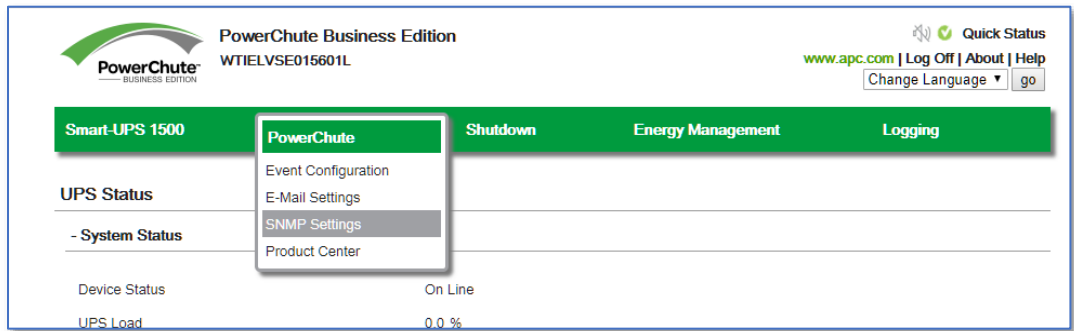 PowerChute Business Edition
Quick Status
PowerChute™
BUSINESS EDITION
WTIELVSE015601L
www.apc.com | Log Off | About | Help
Change Language ▼ go
Smart-UPS 1500 PowerChute Shutdown Energy Management Logging
Event Configuration
UPS Status
E-Mail Settings
SNMP Settings
- System Status
Product Center
Device Status On Line
UPS Load 0.0 %